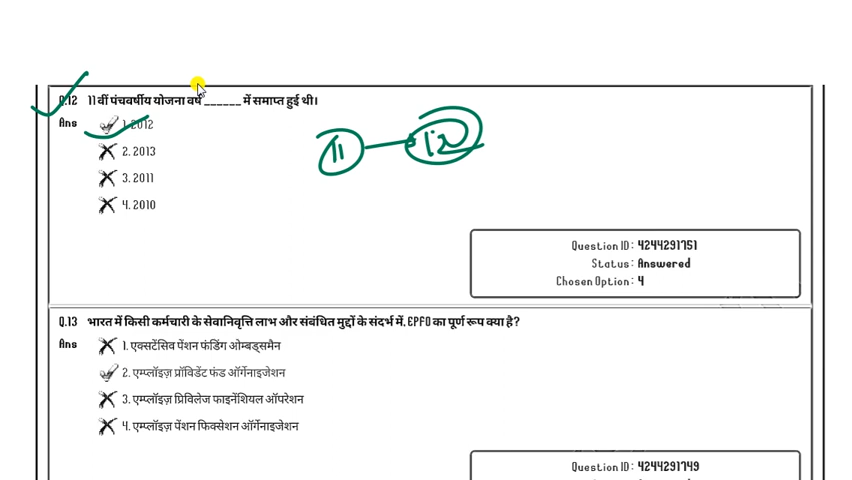 Q.12 11 वीं पंचवर्षीय योजना वर्ष ______ में समाप्त हुई थी।
Ans 1. 2012
2. 2013
3. 2011
4. 2010
11 12
Question ID : 4244291751
Status : Answered
Chosen Option : 4
Q.13 भारत में किसी कर्मचारी के सेवानिवृत्ति लाभ और संबंधित मुद्दों के संदर्भ में, EPFO का पूर्ण रूप क्या है?
Ans 1. एक्सटेंसिव पेंशन फंडिंग ओम्बड्समैन
2. एम्प्लॉइज़ प्रॉविडेंट फंड ऑर्गेनाइजेशन
3. एम्प्लॉइज़ प्रिविलेज फाइनेंशियल ऑपरेशन
4. एम्प्लॉइज़ पेंशन फिक्सेशन ऑर्गेनाइजेशन
Question ID : 4244291749